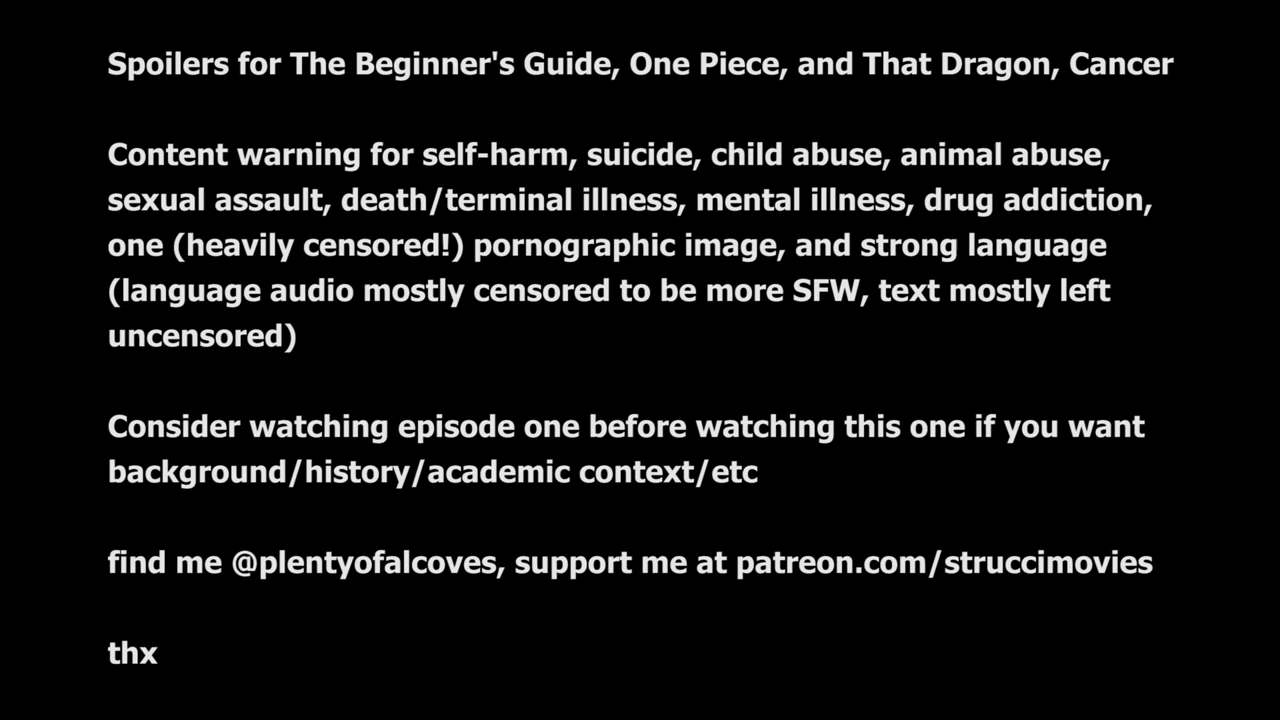 Spoilers for The Beginner's Guide, One Piece, and That Dragon, Cancer
Content warning for self-harm, suicide, child abuse, animal abuse,
sexual assault, death/terminal illness, mental illness, drug addiction,
one (heavily censored!) pornographic image, and strong language
(language audio mostly censored to be more SFW, text mostly left
uncensored)
Consider watching episode one before watching this one if you want
background/history/academic context/etc
find me @plentyofalcoves, support me at patreon.com/struccimovies
thx